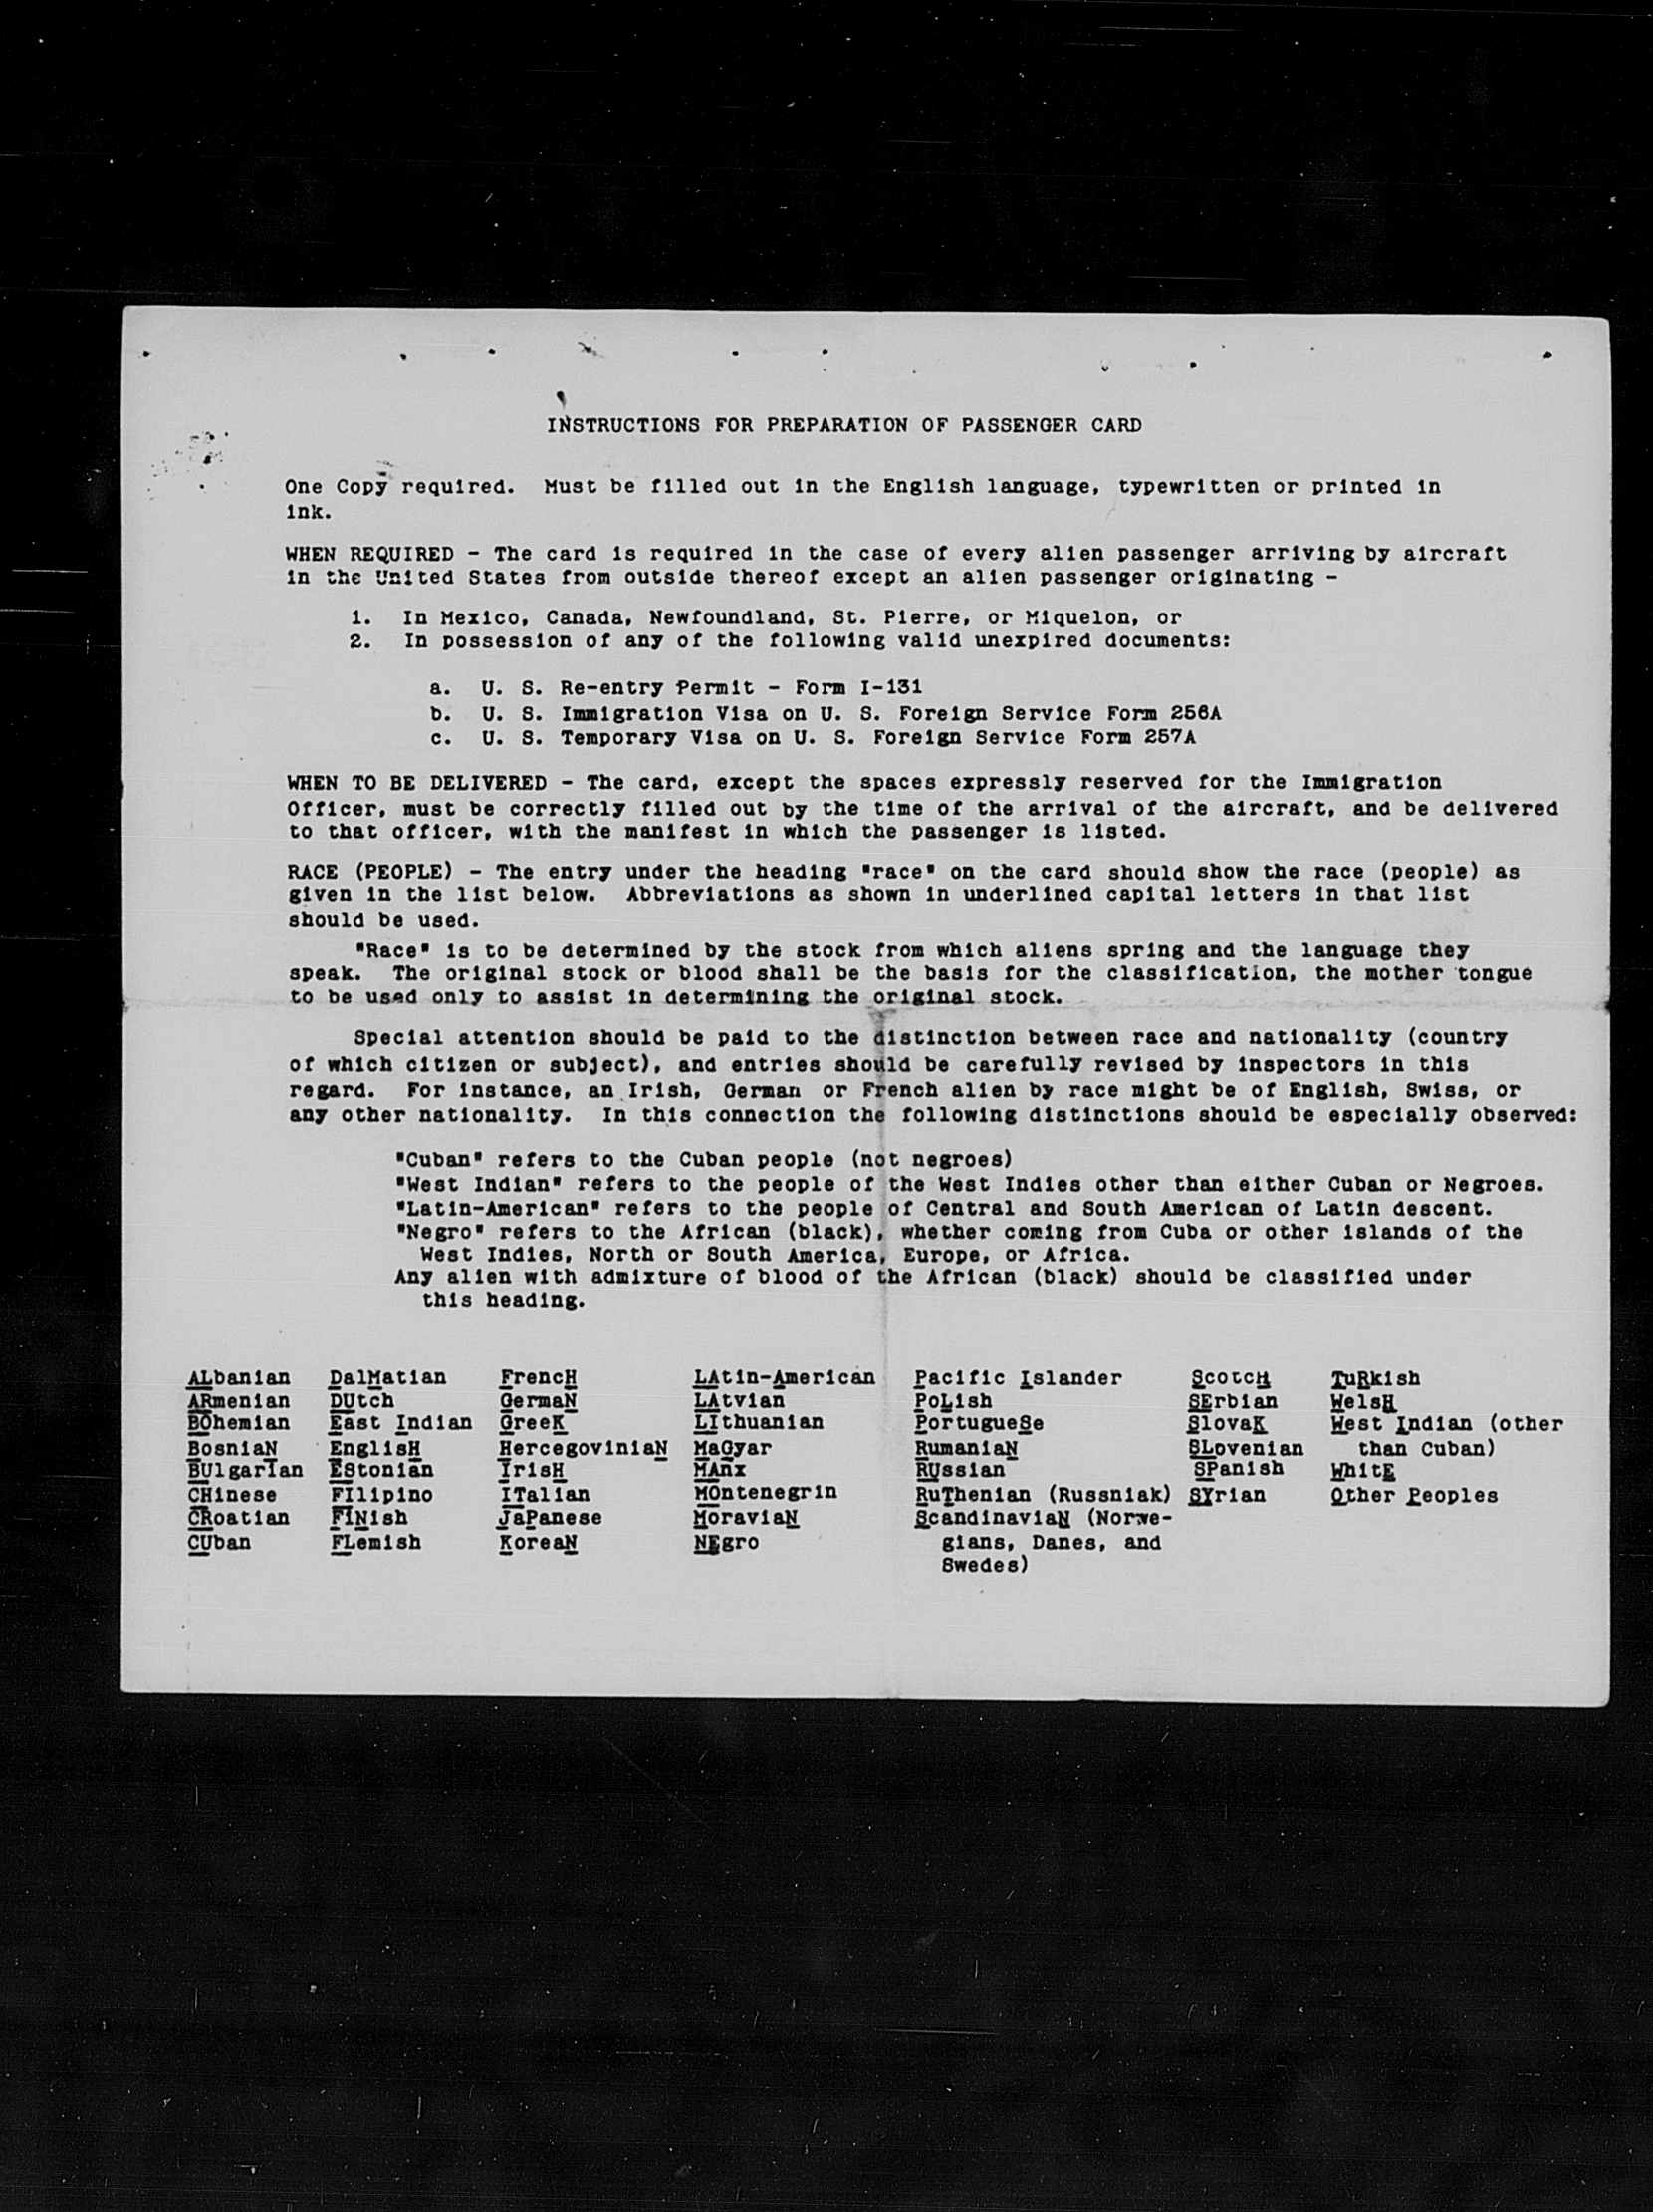 INSTRUCTIONS FOR PREPARATION OF PASSENGER CARD
One Copy required. Must be filled out in the English language, typewritten or printed in
ink.
WHEN REQUIRED - The card is required in the case of every alien passenger arriving by aircraft
in the United States from outside thereof except an alien passenger originating -
1. In Mexico, Canada, Newfoundland, St. Pierre, or Miquelon, or
2. In possession of any of the following valid unexpired documents:
a. U. S. Re-entry Permit - Form I-131
b. U. S. Immigration Visa on U. S. Foreign Service Form 256A
c. U. S. Temporary Visa on U. S. Foreign Service Form 257A
WHEN TO BE DELIVERED - The card, except the spaces expressly reserved for the Immigration
Officer, must be correctly filled out by the time of the arrival of the aircraft, and be delivered
to that officer, with the manifest in which the passenger is listed.
RACE (PEOPLE) - The entry under the heading "race" on the card should show the race (people) as
given in the list below. Abbreviations as shown in underlined capital letters in that list
should be used.
"Race" is to be determined by the stock from which aliens spring and the language they
speak. The original stock or blood shall be the basis for the classification, the mother tongue
to be used only to assist in determining the original stock.
Special attention should be paid to the distinction between race and nationality (country
of which citizen or subject), and entries should be carefully revised by inspectors in this
regard. For instance, an Irish, German or French alien by race might be of English, Swiss, or
any other nationality. In this connection the following distinctions should be especially observed:
"Cuban" refers to the Cuban people (not negroes)
"West Indian" refers to the people of the West Indies other than either Cuban or Negroes.
"Latin-American" refers to the people of Central and South American of Latin descent.
"Negro" refers to the African (black), whether coming from Cuba or other islands of the
West Indies, North or South America, Europe, or Africa.
Any alien with admixture of blood of the African (black) should be classified under
this heading.
ALbanian DalMatian FrencH LAtin-American Pacific Islander ScotcH TuRkish
ARmenian DUtch GermaN LAtvian PoLish SErbian WelsH
BOhemian East Indian GreeK LIthuanian PortugueSe SlovaK West Indian (other
BosniaN EnglisH HercegoviniaN MaGyar RumaniaN SLovenian than Cuban)
BUlgarIan EStonian IrisH MAnx RUssian SPanish WhitE
CHinese FIlipino ITalian MOntenegrin RuThenian (Russniak) SYrian Other Peoples
CRoatian FINish JaPanese MoraviaN ScandinaviaN (Norwe-
CUban FLemish KoreaN NEgro gians, Danes, and
Swedes)